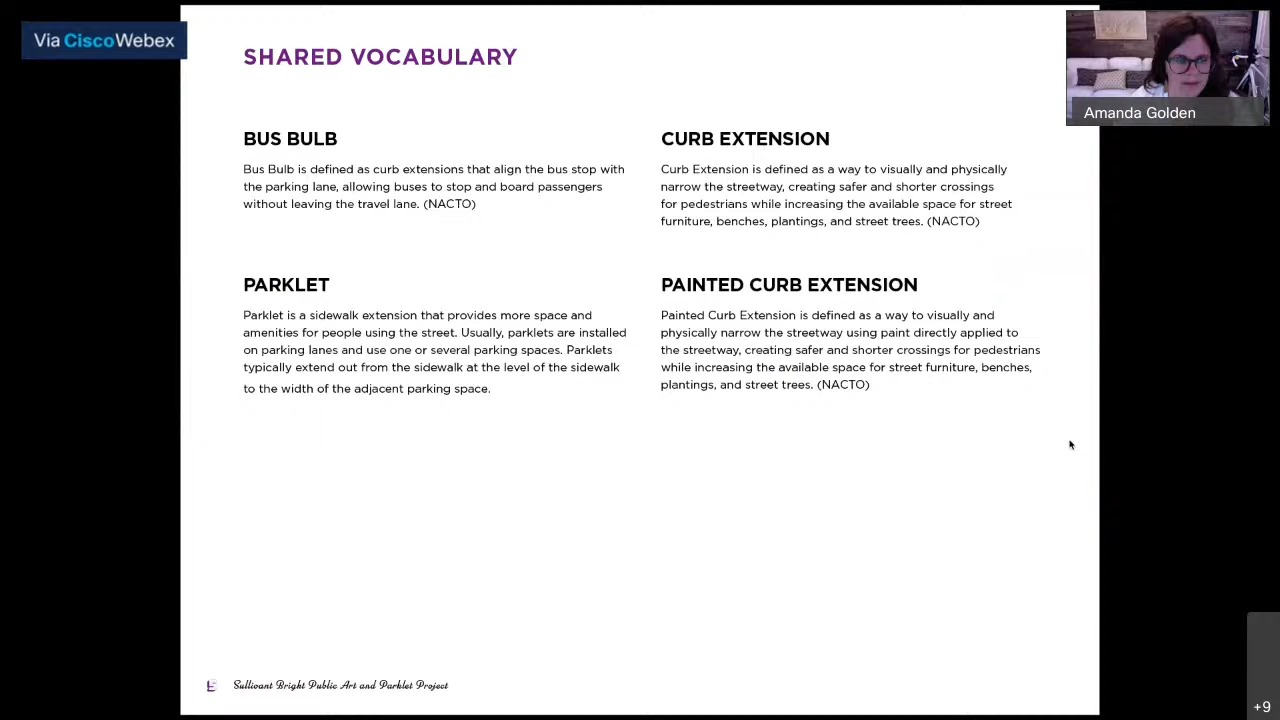 Via CiscoWebex
SHARED VOCABULARY
BUS BULB
Bus Bulb is defined as curb extensions that align the bus stop with
the parking lane, allowing buses to stop and board passengers
without leaving the travel lane. (NACTO)
CURB EXTENSION
Curb Extension is defined as a way to visually and physically
narrow the streetway, creating safer and shorter crossings
for pedestrians while increasing the available space for street
furniture, benches, plantings, and street trees. (NACTO)
PARKLET
Parklet is a sidewalk extension that provides more space and
amenities for people using the street. Usually, parklets are installed
on parking lanes and use one or several parking spaces. Parklets
typically extend out from the sidewalk at the level of the sidewalk
to the width of the adjacent parking space.
PAINTED CURB EXTENSION
Painted Curb Extension is defined as a way to visually and
physically narrow the streetway using paint directly applied to
the streetway, creating safer and shorter crossings for pedestrians
while increasing the available space for street furniture, benches,
plantings, and street trees. (NACTO)
Sullivant Bright Public Art and Parklet Project
Amanda Golden
+9